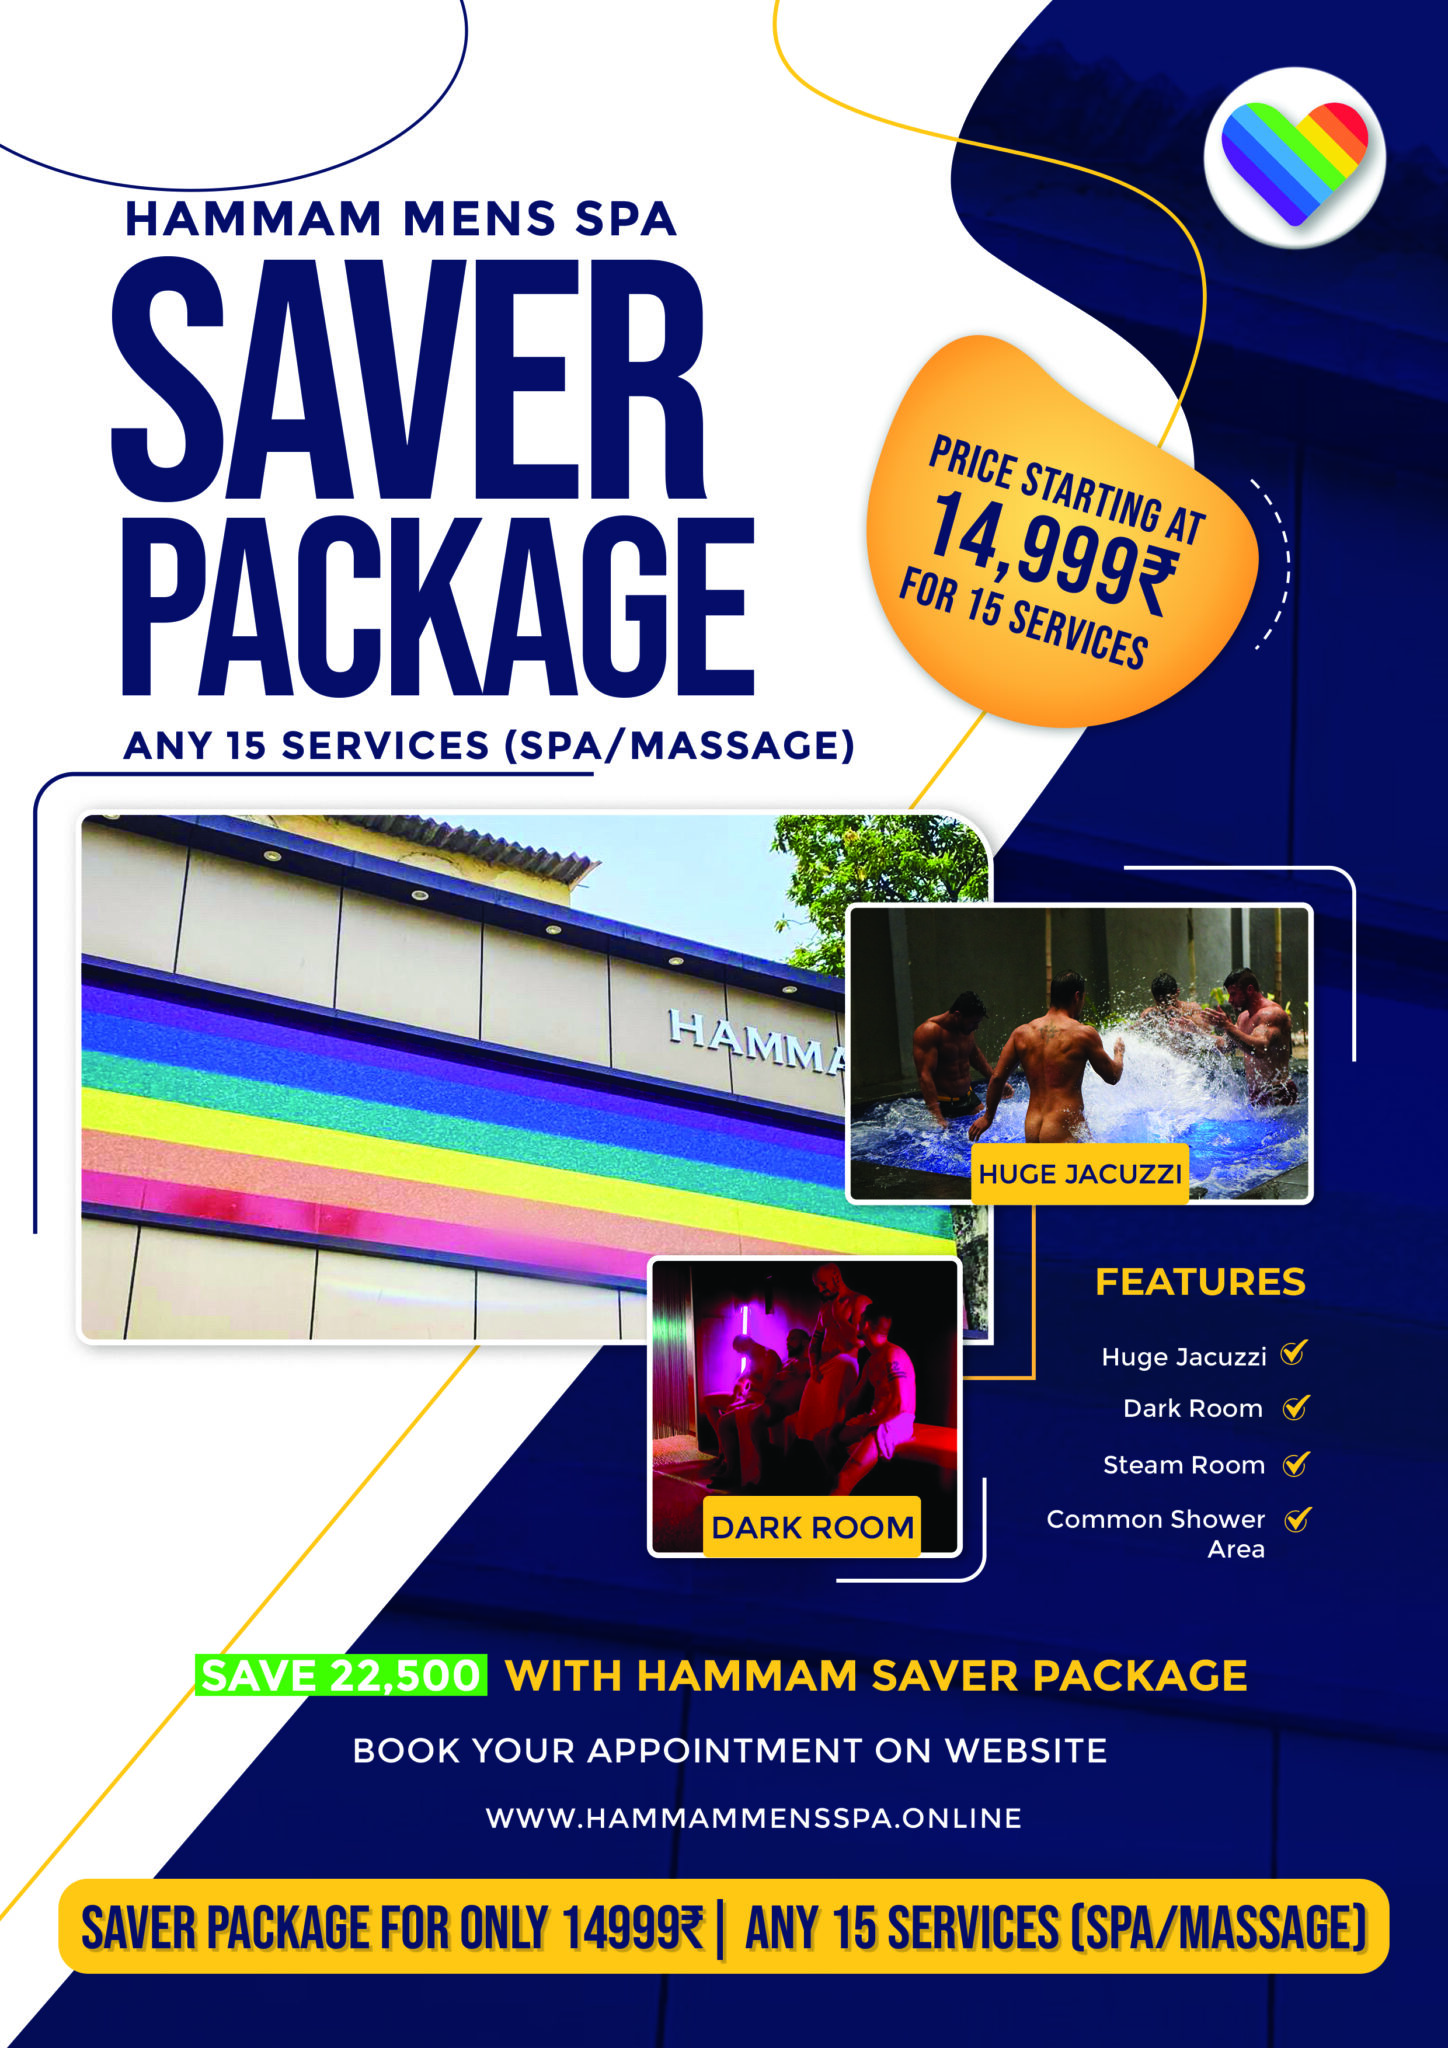 HAMMAM MENS SPA
SAVER
PACKAGE
ANY 15 SERVICES (SPA/MASSAGE)
PRICE STARTING AT
14,999₹
FOR 15 SERVICES
HAMMA
HUGE JACUZZI
DARK ROOM
FEATURES
Huge Jacuzzi
Dark Room
Steam Room
Common Shower
Area
SAVE 22,500 WITH HAMMAM SAVER PACKAGE
BOOK YOUR APPOINTMENT ON WEBSITE
WWW.HAMMAMMENSSPA.ONLINE
SAVER PACKAGE FOR ONLY 14999₹ | ANY 15 SERVICES (SPA/MASSAGE)